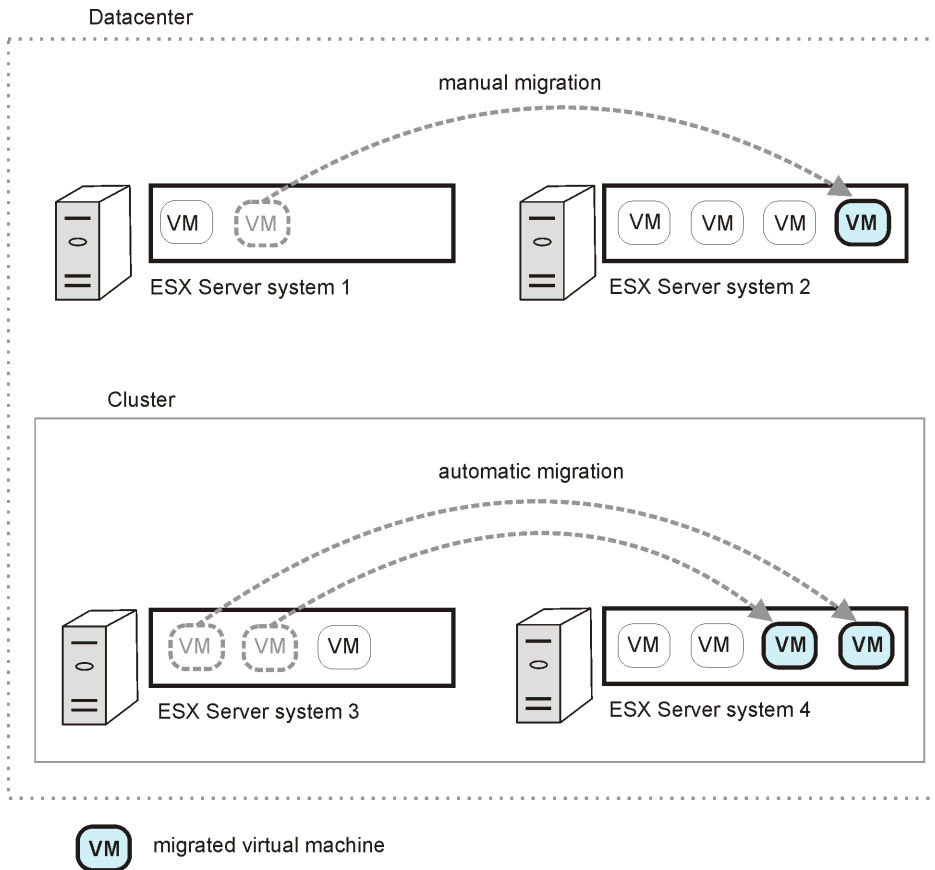 Datacenter
manual migration
VM VM
VM VM VM VM
ESX Server system 1
ESX Server system 2
Cluster
automatic migration
VM VM VM
VM VM VM VM
ESX Server system 3
ESX Server system 4
VM migrated virtual machine